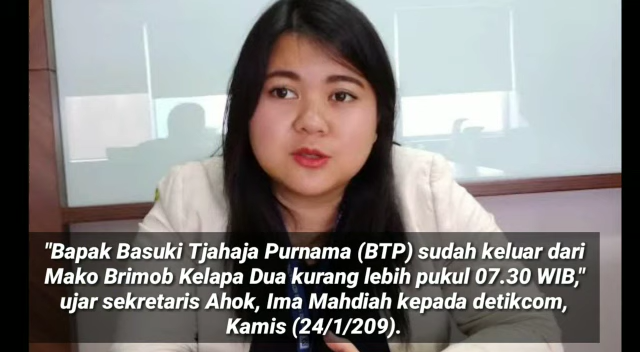 "Bapak Basuki Tjahaja Purnama (BTP) sudah keluar dari
Mako Brimob Kelapa Dua kurang lebih pukul 07.30 WIB,"
ujar sekretaris Ahok, Ima Mahdiah kepada detikcom,
Kamis (24/1/209).